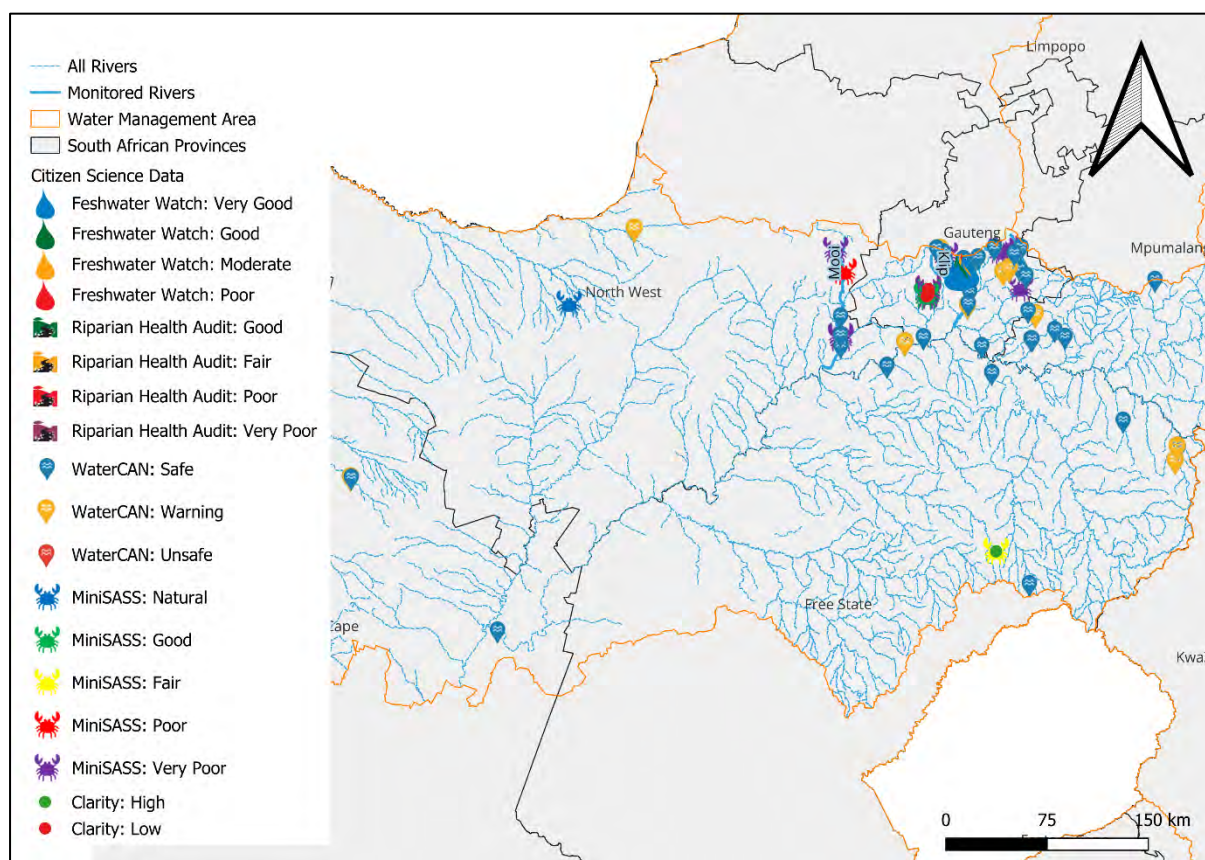 All Rivers
Monitored Rivers
Water Management Area
South African Provinces
Citizen Science Data
Feshwater Watch: Very Good
Freshwater Watch: Good
Freshwater Watch: Moderate
Freshwater Watch: Poor
Riparian Health Audit: Good
Riparian Health Audit: Fair
Riparian Health Audit: Poor
Riparian Health Audit: Very Poor
WaterCAN: Safe
WaterCAN: Warning
WaterCAN: Unsafe
MiniSASS: Natural
MiniSASS: Good
MiniSASS: Fair
MiniSASS: Poor
MiniSASS: Very Poor
Clarity: High
Clarity: Low
Limpopo
Gauteng
Mpumalang
Mooi
Klip
North West
Free State
Cape
KwaZ
0 75 150 km